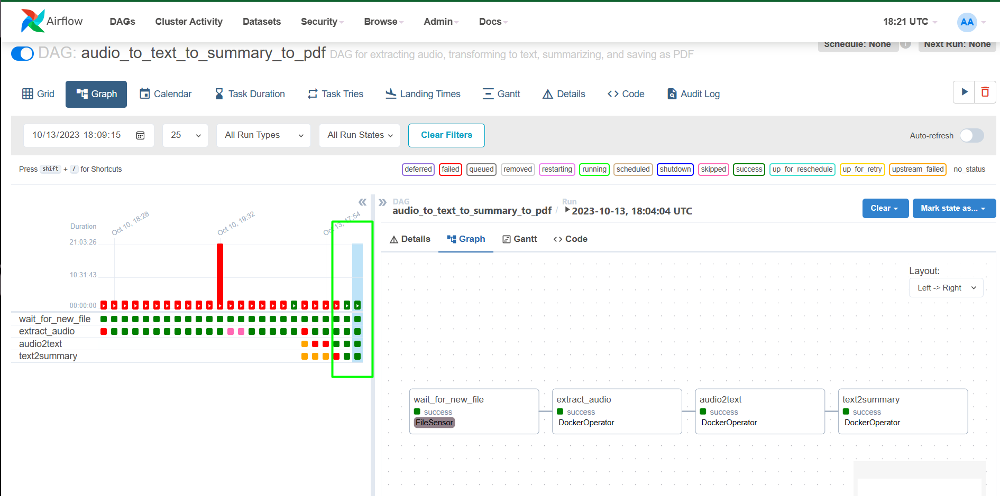 Airflow DAGs Cluster Activity Datasets Security Browse Admin Docs 18:21 UTC AA
Schedule: None i Next Run: None
DAG: audio_to_text_to_summary_to_pdf DAG for extracting audio, transforming to text, summarizing, and saving as PDF
Grid Graph Calendar Task Duration Task Tries Landing Times Gantt Details Code Audit Log
10/13/2023 18:09:15 25 All Run Types All Run States Clear Filters Auto-refresh
Press shift + / for Shortcuts deferred failed queued removed restarting running scheduled shutdown skipped success up_for_reschedule up_for_retry upstream_failed no_status
DAG Run
audio_to_text_to_summary_to_pdf / 2023-10-13, 18:04:04 UTC Clear Mark state as...
Oct 10, 18:28 Oct 10, 19:32 Oct 13, 17:54
Duration
21:03:26
10:31:43
00:00:00
wait_for_new_file
extract_audio
audio2text
text2summary
Details Graph Gantt Code
Layout:
Left -> Right
wait_for_new_file
success
FileSensor
extract_audio
success
DockerOperator
audio2text
success
DockerOperator
text2summary
success
DockerOperator